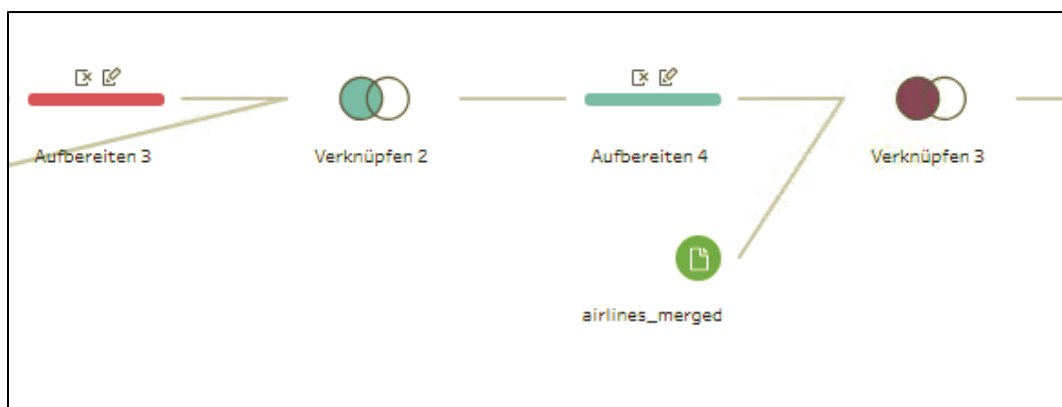 Aufbereiten 3
Verknüpfen 2
Aufbereiten 4
Verknüpfen 3
airlines_merged